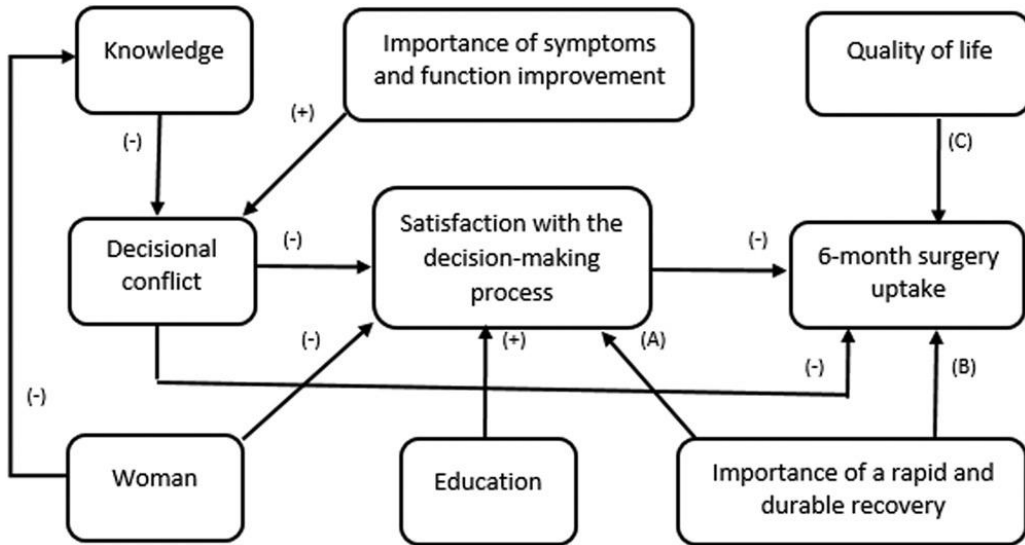 Knowledge
Importance of symptoms
and function improvement
Quality of life
(-)
(+)
(C)
Decisional
conflict
(-)
Satisfaction with the
decision-making
process
(-)
6-month surgery
uptake
(-)
(+)
(A)
(-)
(B)
(-)
Woman
Education
Importance of a rapid and
durable recovery